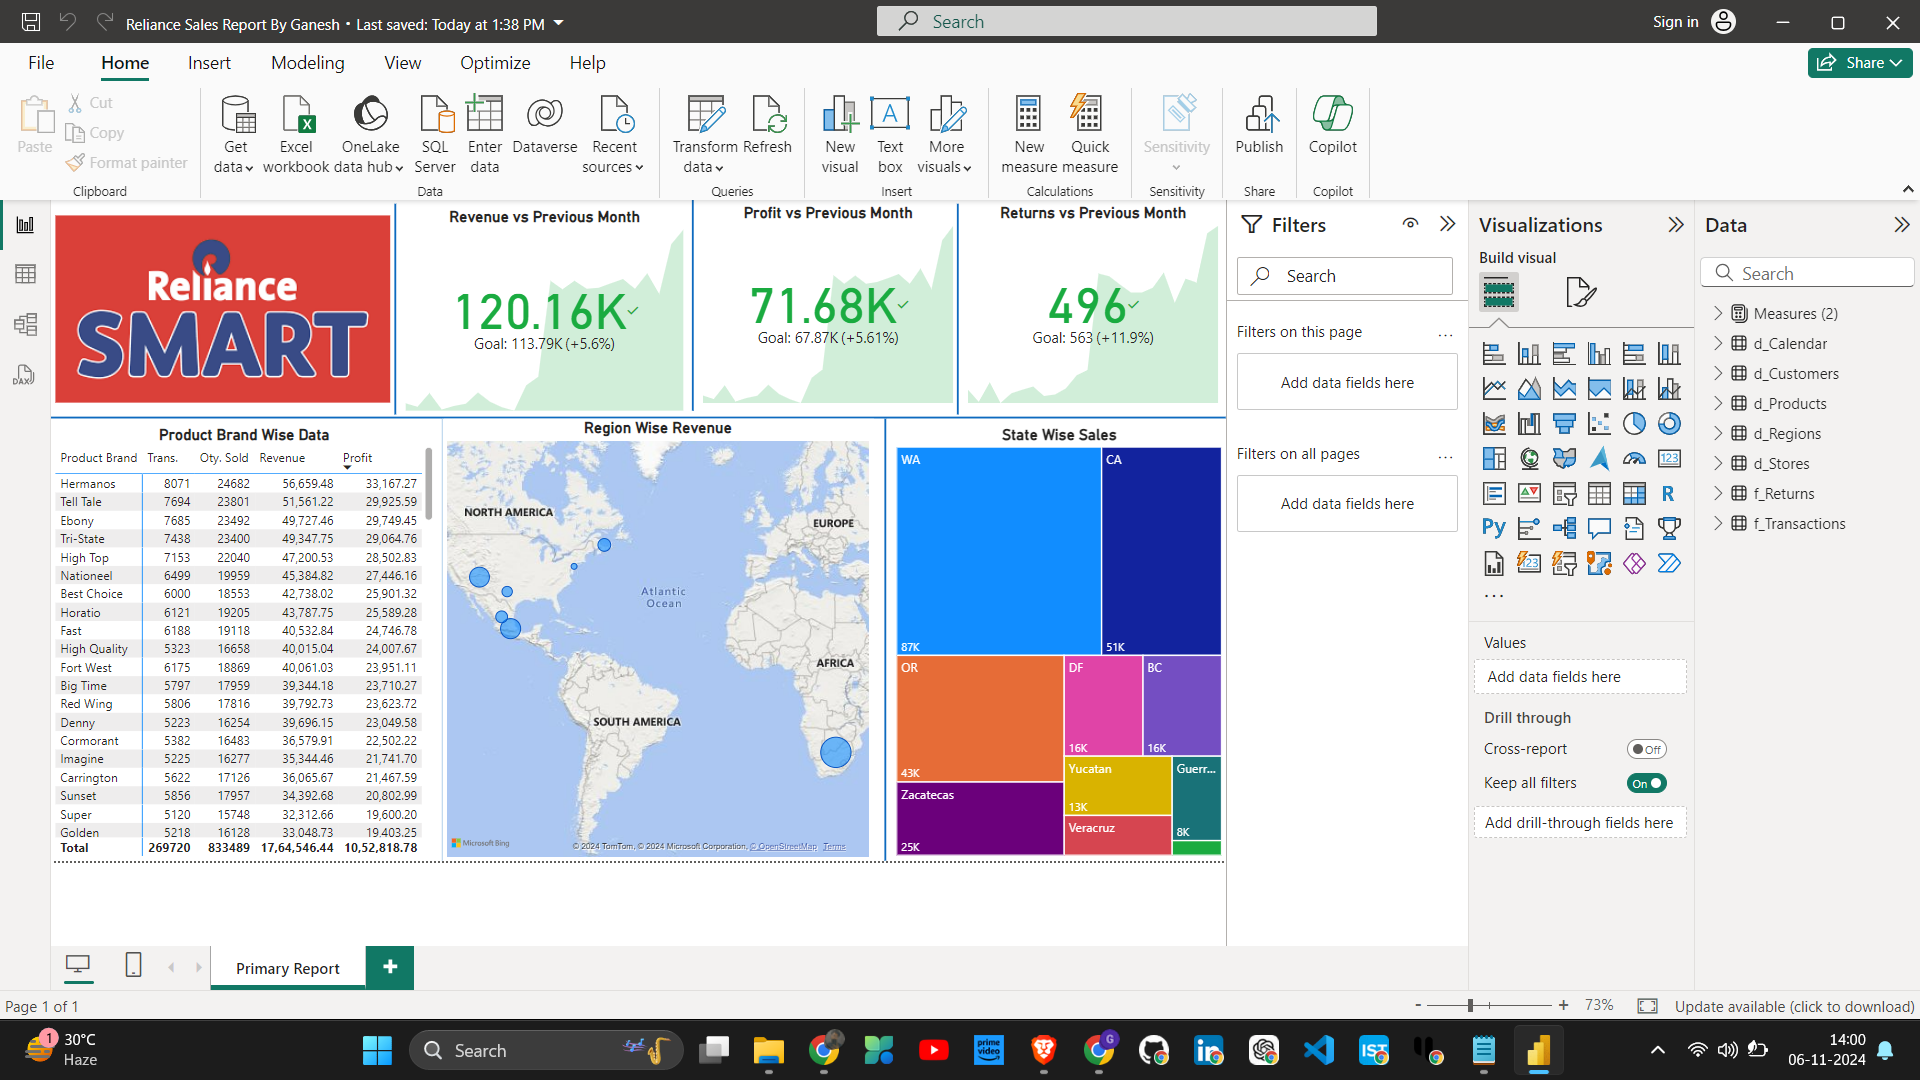 Reliance Sales Report By Ganesh • Last saved: Today at 1:38 PM
Search
Sign in
File Home Insert Modeling View Optimize Help
Share
Paste
Cut
Copy
Format painter
Clipboard
Get data
Excel workbook
OneLake data hub
SQL Server
Enter data
Dataverse
Recent sources
Data
Transform data
Refresh
Queries
New visual
Text box
More visuals
Insert
New measure
Quick measure
Calculations
Sensitivity
Sensitivity
Publish
Share
Copilot
Copilot
Reliance
SMART
Revenue vs Previous Month
120.16K
Goal: 113.79K (+5.6%)
Profit vs Previous Month
71.68K
Goal: 67.87K (+5.61%)
Returns vs Previous Month
496
Goal: 563 (+11.9%)
Product Brand Wise Data
Product Brand Trans. Qty. Sold Revenue Profit
Hermanos 8071 24682 56,659.48 33,167.27
Tell Tale 7694 23801 51,561.22 29,925.59
Ebony 7685 23492 49,727.46 29,749.45
Tri-State 7438 23400 49,347.75 29,064.76
High Top 7153 22040 47,200.53 28,502.83
Nationeel 6499 19959 45,384.82 27,446.16
Best Choice 6000 18553 42,738.02 25,901.32
Horatio 6121 19205 43,787.75 25,589.28
Fast 6188 19118 40,532.84 24,746.78
High Quality 5323 16658 40,015.04 24,007.67
Fort West 6175 18869 40,061.03 23,951.11
Big Time 5797 17959 39,344.18 23,710.27
Red Wing 5806 17816 39,792.73 23,623.72
Denny 5223 16254 39,696.15 23,049.58
Cormorant 5382 16483 36,579.91 22,502.22
Imagine 5225 16277 35,344.46 21,741.70
Carrington 5622 17126 36,065.67 21,467.59
Sunset 5856 17957 34,392.68 20,802.99
Super 5120 15748 32,312.66 19,600.20
Golden 5218 16128 33,048.73 19,403.25
Total 269720 833489 17,64,546.44 10,52,818.78
Region Wise Revenue
NORTH AMERICA
EUROPE
Atlantic
Ocean
AFRICA
SOUTH AMERICA
Microsoft Bing
© 2024 TomTom, © 2024 Microsoft Corporation, © OpenStreetMap Terms
State Wise Sales
WA
87K
CA
51K
OR
43K
DF
16K
BC
16K
Zacatecas
25K
Yucatan
13K
Veracruz
Guerr...
8K
Filters
Search
Filters on this page ...
Add data fields here
Filters on all pages ...
Add data fields here
Visualizations
Build visual
123
R
Py
123
...
Values
Add data fields here
Drill through
Cross-report Off
Keep all filters On
Add drill-through fields here
Data
Search
Measures (2)
d_Calendar
d_Customers
d_Products
d_Regions
d_Stores
f_Returns
f_Transactions
DAX
Primary Report
+
Page 1 of 1
- + 73%
Update available (click to download)
1
30°C
Haze
Search
prime video
G
in
IST
14:00
06-11-2024